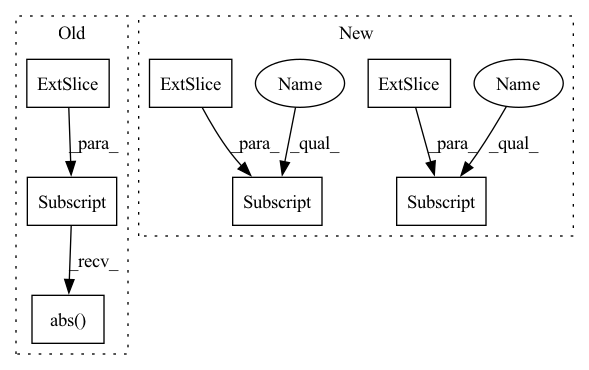 Old
New
ExtSlice
ExtSlice
Name
ExtSlice
Name
_para_
_para_
_qual_
_para_
_qual_
Subscript
Subscript
Subscript
_recv_
abs()